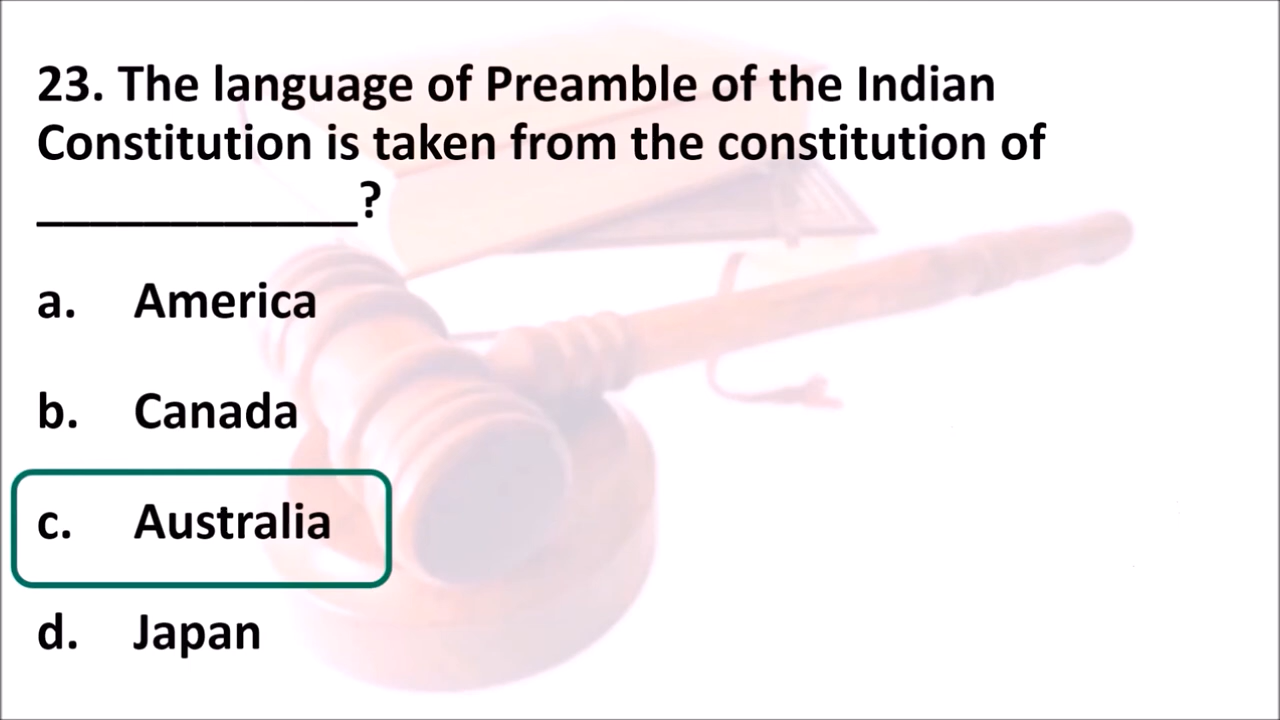 23. The language of Preamble of the Indian
Constitution is taken from the constitution of
_____________?
a. America
b. Canada
c. Australia
d. Japan